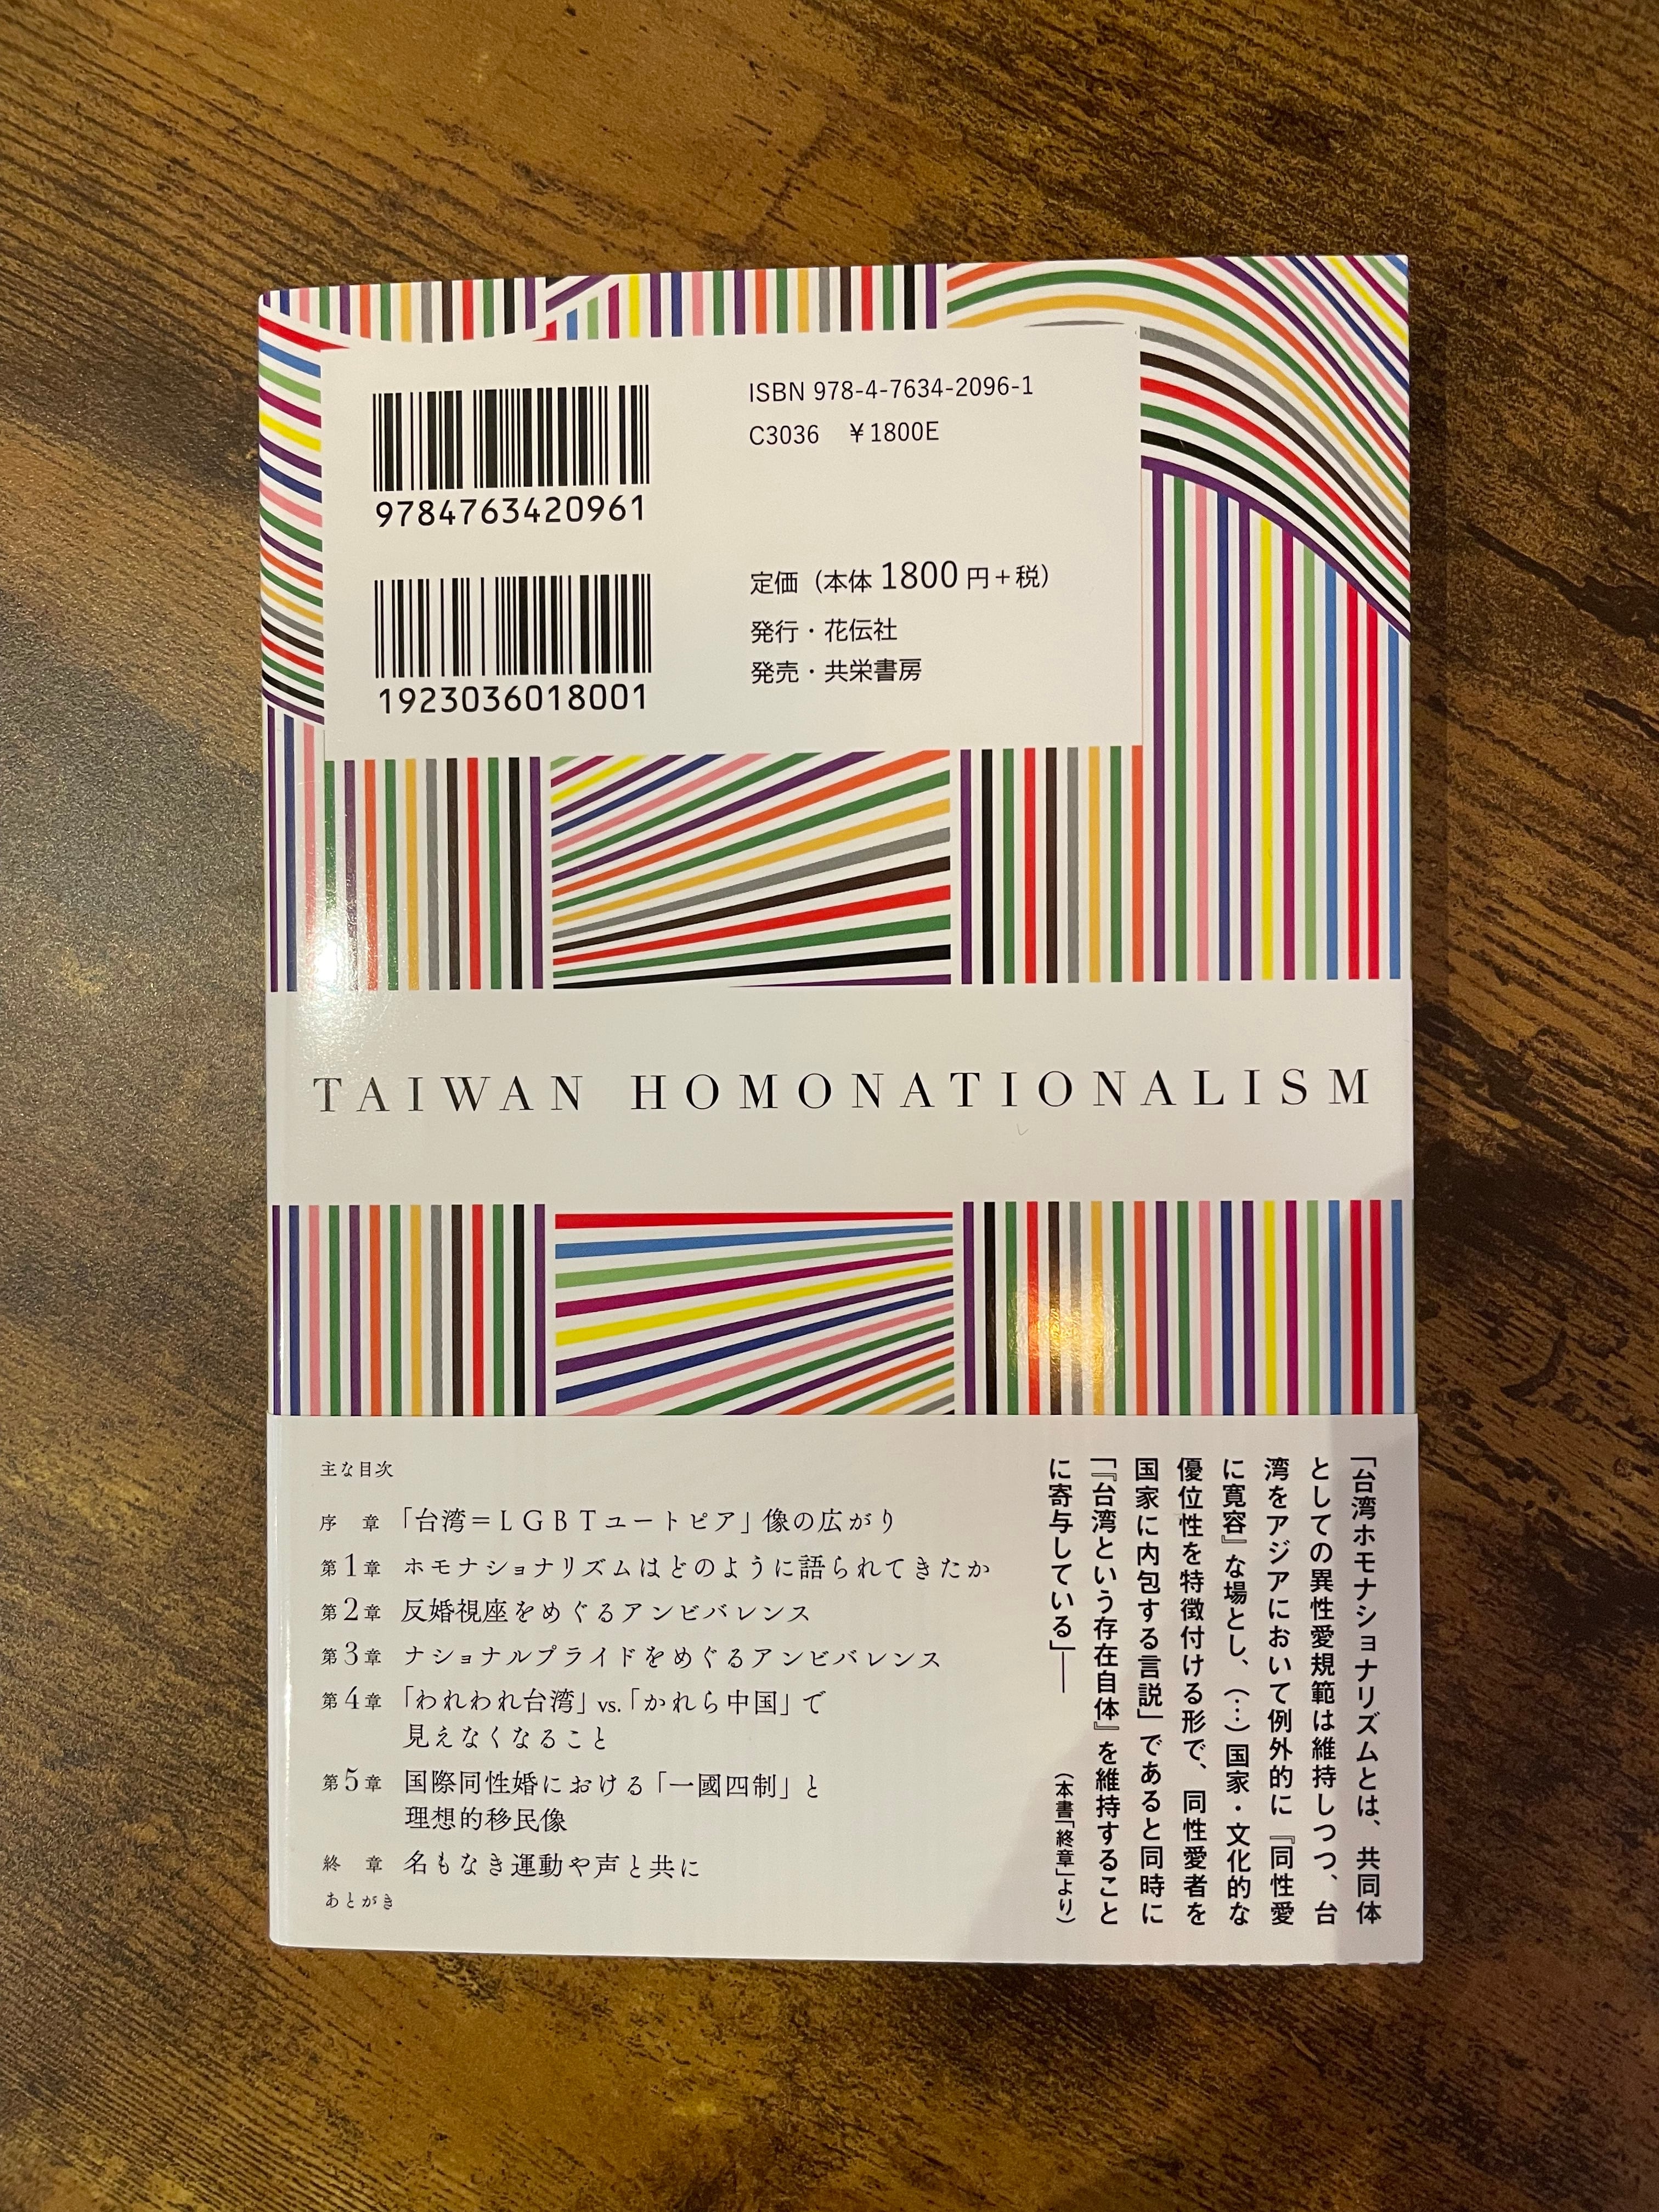 9784763420961
1923036018001
ISBN 978-4-7634-2096-1
C3036 ¥1800E
定価（本体1800円＋税）
発行・花伝社
発売・共栄書房
TAIWAN HOMONATIONALISM
「台湾ホモナショナリズムとは、共同体
としての異性愛規範は維持しつつ、台
湾をアジアにおいて例外的に『同性愛
に寛容』な場とし、（…）国家・文化的な
優位性を特徴付ける形で、同性愛者を
国家に内包する言説」であると同時に
「『台湾という存在自体』を維持すること
に寄与している」――
（本書「終章」より）
主な目次
序　章　「台湾＝ＬＧＢＴユートピア」像の広がり
第1章　ホモナショナリズムはどのように語られてきたか
第2章　反婚視座をめぐるアンビバレンス
第3章　ナショナルプライドをめぐるアンビバレンス
第4章　「われわれ台湾」vs.「かれら中国」で
見えなくなること
第5章　国際同性婚における「一國四制」と
理想的移民像
終　章　名もなき運動や声と共に
あとがき